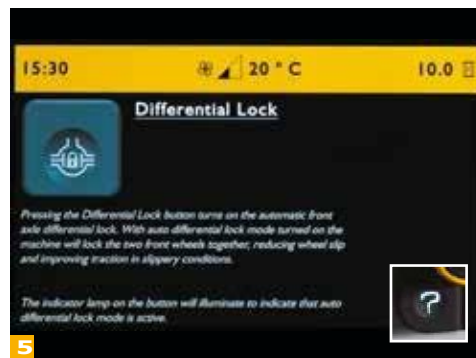 15:30 20 ° C 10.0
Differential Lock
Pressing the Differential Lock button turns on the automatic front
axle differential lock. With auto differential lock mode turned on the
machine will lock the two front wheels together, reducing wheel slip
and improving traction in slippery conditions.
The indicator lamp on the button will illuminate to indicate that auto
differential lock mode is active.
?
5